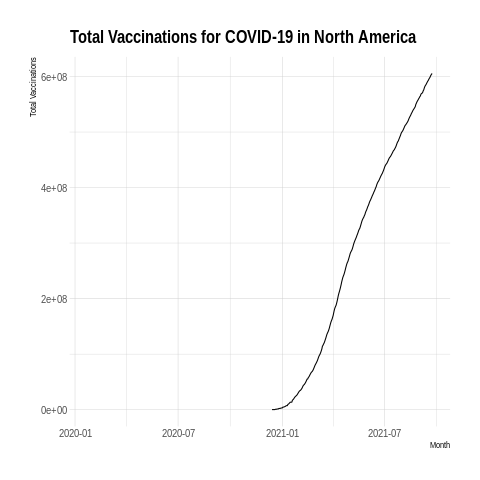 Total Vaccinations for COVID-19 in North America
Total Vaccinations
6e+08
4e+08
2e+08
0e+00
2020-01 2020-07 2021-01 2021-07
Month